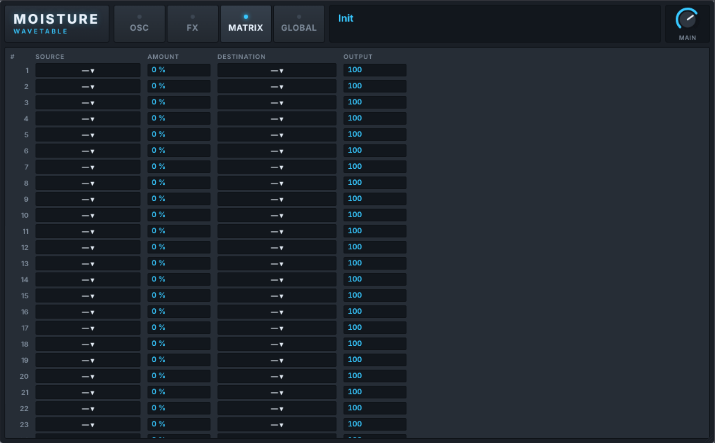 MOISTURE
WAVETABLE
OSC FX MATRIX GLOBAL
Init
MAIN
# SOURCE AMOUNT DESTINATION OUTPUT
1 —▾ 0 % —▾ 100
2 —▾ 0 % —▾ 100
3 —▾ 0 % —▾ 100
4 —▾ 0 % —▾ 100
5 —▾ 0 % —▾ 100
6 —▾ 0 % —▾ 100
7 —▾ 0 % —▾ 100
8 —▾ 0 % —▾ 100
9 —▾ 0 % —▾ 100
10 —▾ 0 % —▾ 100
11 —▾ 0 % —▾ 100
12 —▾ 0 % —▾ 100
13 —▾ 0 % —▾ 100
14 —▾ 0 % —▾ 100
15 —▾ 0 % —▾ 100
16 —▾ 0 % —▾ 100
17 —▾ 0 % —▾ 100
18 —▾ 0 % —▾ 100
19 —▾ 0 % —▾ 100
20 —▾ 0 % —▾ 100
21 —▾ 0 % —▾ 100
22 —▾ 0 % —▾ 100
23 —▾ 0 % —▾ 100